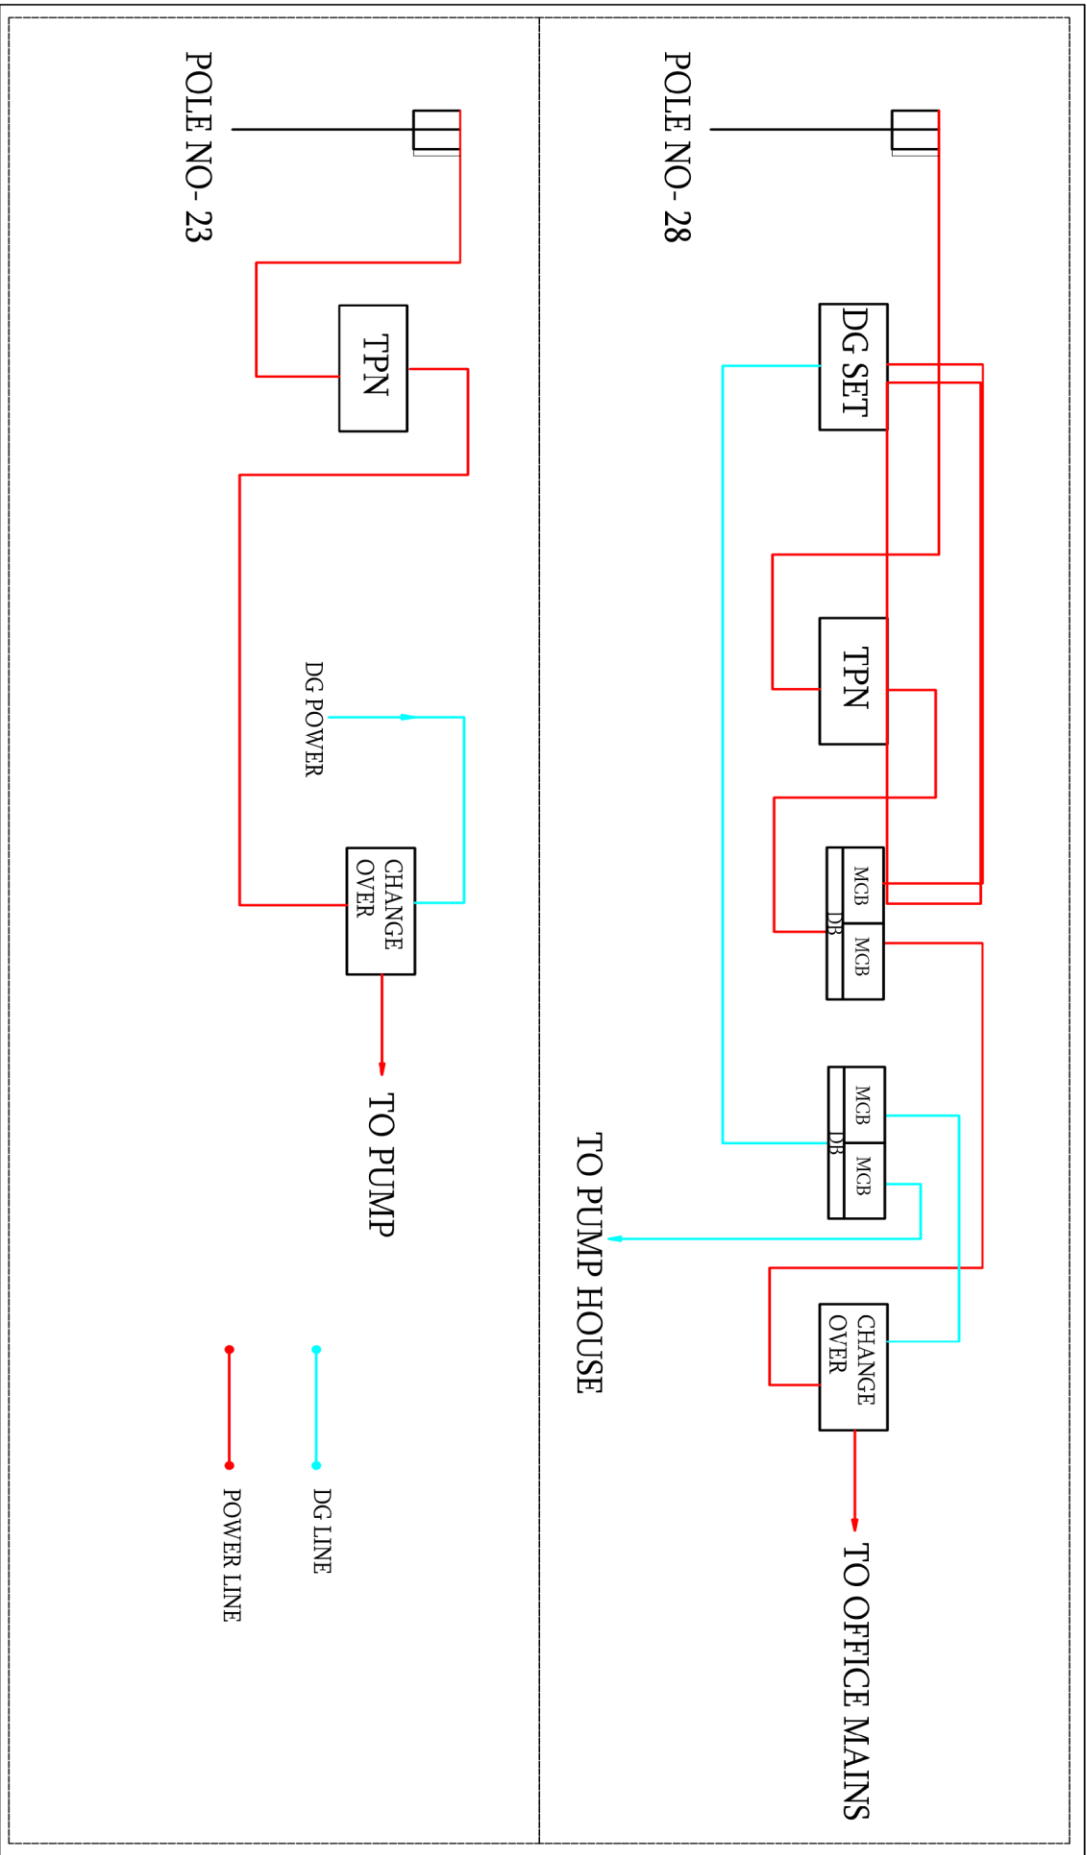 POLE NO- 28
DG SET
TPN
MCB
MCB
DB
MCB
MCB
DB
CHANGE
OVER
TO OFFICE MAINS
TO PUMP HOUSE
POLE NO- 23
TPN
DG POWER
CHANGE
OVER
TO PUMP
DG LINE
POWER LINE